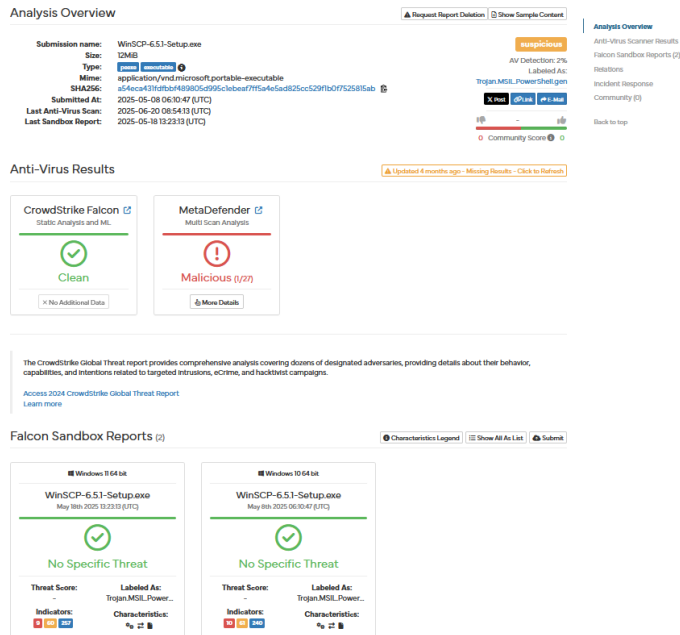 Analysis Overview
Request Report Deletion
Show Sample Content
Submission name: WinSCP-6.5.1-Setup.exe
Size: 12MiB
Type: peexe executable
Mime: application/vnd.microsoft.portable-executable
SHA256:
Submitted At: 2025-05-08 06:10:47 (UTC)
Last Anti-Virus Scan: 2025-06-20 08:54:13 (UTC)
Last Sandbox Report: 2025-05-18 13:23:13 (UTC)
suspicious
AV Detection: 2%
Labeled As:
Trojan.MSIL.PowerShell.gen
X Post Link E-Mail
-
0 Community Score 0
Analysis Overview
Anti-Virus Scanner Results
Falcon Sandbox Reports (2)
Relations
Incident Response
Community (0)
Back to top
Anti-Virus Results
Updated 4 months ago - Missing Results - Click to Refresh
CrowdStrike Falcon
Static Analysis and ML
Clean
× No Additional Data
MetaDefender
Multi Scan Analysis
Malicious (1/27)
More Details
The CrowdStrike Global Threat report provides comprehensive analysis covering dozens of designated adversaries, providing details about their behavior,
capabilities, and intentions related to targeted intrusions, eCrime, and hacktivist campaigns.
Access 2024 CrowdStrike Global Threat Report
Learn more
Falcon Sandbox Reports (2)
Characteristics Legend
Show All As List
Submit
Windows 11 64 bit
WinSCP-6.5.1-Setup.exe
May 18th 2025 13:23:13 (UTC)
No Specific Threat
Threat Score:
-
Labeled As:
Trojan.MSIL.Power...
Indicators:
9 60 257
Characteristics:
Windows 10 64 bit
WinSCP-6.5.1-Setup.exe
May 8th 2025 06:10:47 (UTC)
No Specific Threat
Threat Score:
-
Labeled As:
Trojan.MSIL.Power...
Indicators:
10 61 240
Characteristics: